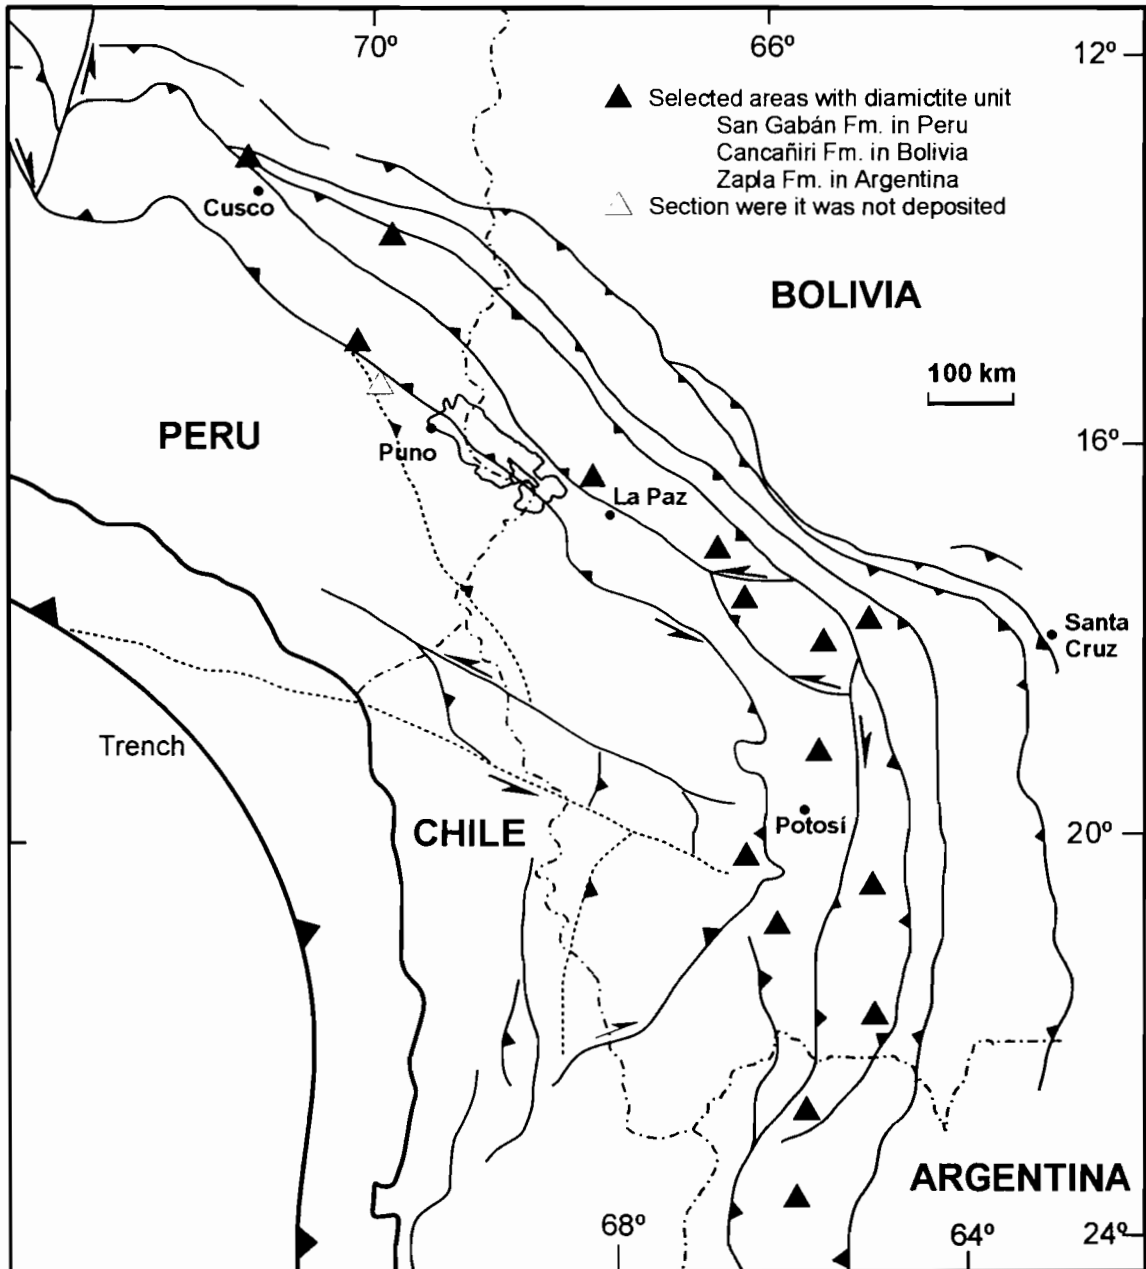 70º
66º
12º
Selected areas with diamictite unit
San Gabán Fm. in Peru
Cancañiri Fm. in Bolivia
Zapla Fm. in Argentina
Section were it was not deposited
Cusco
BOLIVIA
100 km
PERU
Puno
16º
La Paz
Santa
Cruz
Trench
CHILE
Potosí
20º
ARGENTINA
68º
64º
24º